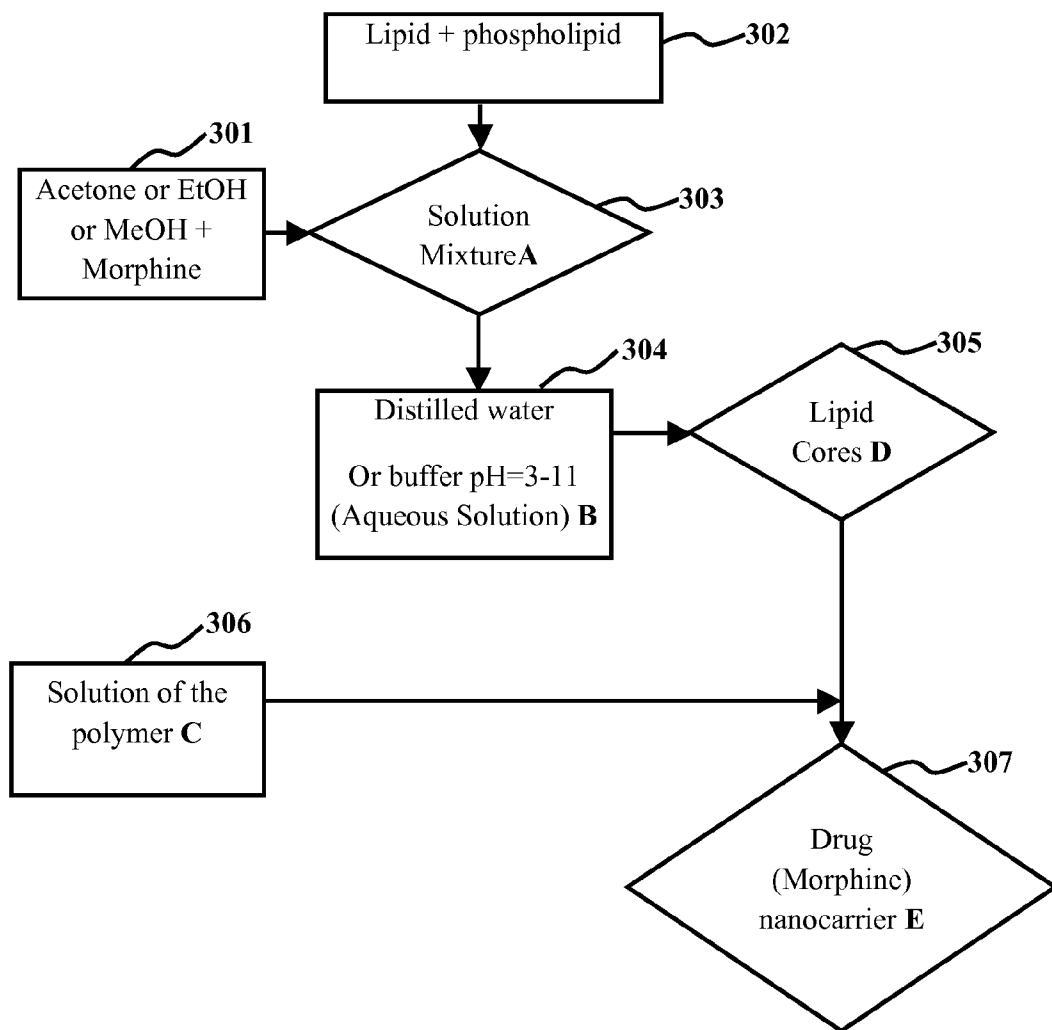 Lipid + phospholipid
302
301
Acetone or EtOH
or MeOH +
Morphine
303
Solution
MixtureA
304
Distilled water
Or buffer pH=3-11
(Aqueous Solution) B
305
Lipid
Cores D
306
Solution of the
polymer C
307
Drug
(Morphinc)
nanocarrier E